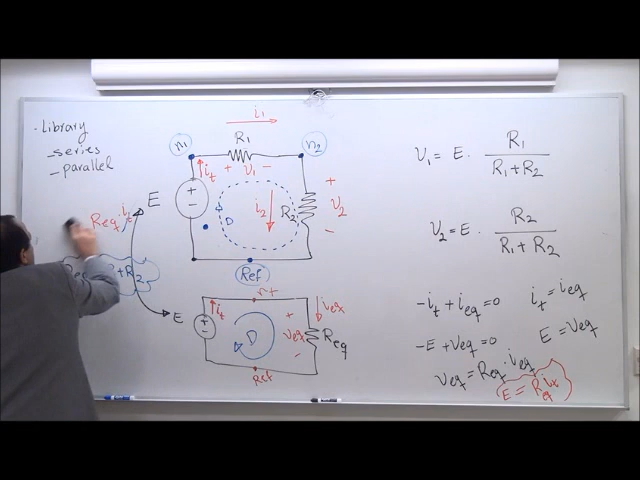 . Library
- series
- parallel
i1
n1
R1
n2
+ V1 -
it
E
+
-
D
i2
R2
+
V2
-
Req
it
Ref
+R2
n+
E
it
+
-
D
+
veq
-
ieq
Req
Ref
V1 = E . R1 / R1 + R2
V2 = E . R2 / R1 + R2
-it + ieq = 0
it = ieq
-E + veq = 0
E = veq
veq = Req . ieq
E = Req it